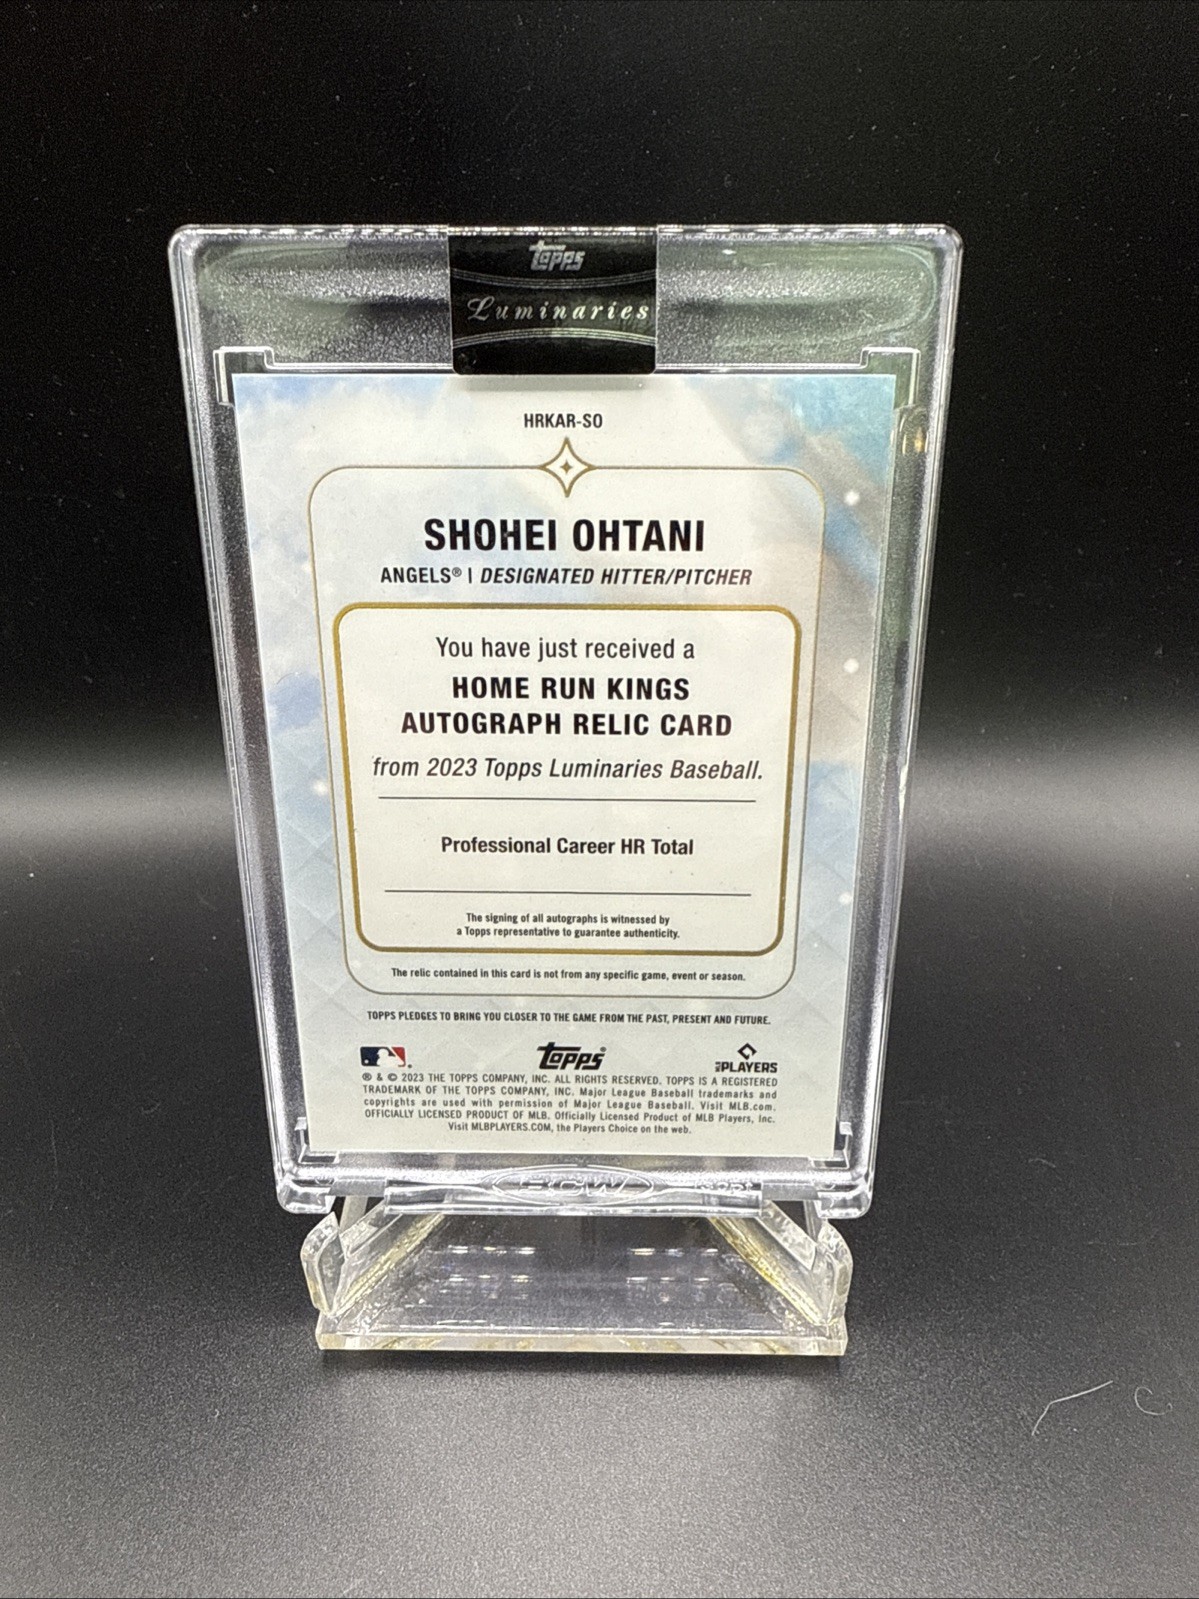 Topps
Luminaries
HRKAR-SO
SHOHEI OHTANI
ANGELS® | DESIGNATED HITTER/PITCHER
You have just received a
HOME RUN KINGS
AUTOGRAPH RELIC CARD
from 2023 Topps Luminaries Baseball.
Professional Career HR Total
The signing of all autographs is witnessed by
a Topps representative to guarantee authenticity.
The relic contained in this card is not from any specific game, event or season.
TOPPS PLEDGES TO BRING YOU CLOSER TO THE GAME FROM THE PAST, PRESENT AND FUTURE.
Topps® PLAYERS
® & © 2023 THE TOPPS COMPANY, INC. ALL RIGHTS RESERVED. TOPPS IS A REGISTERED
TRADEMARK OF THE TOPPS COMPANY, INC. Major League Baseball trademarks and
copyrights are used with permission of Major League Baseball. Visit MLB.com.
OFFICIALLY LICENSED PRODUCT OF MLB. Officially Licensed Product of MLB Players, Inc.
Visit MLBPLAYERS.COM, the Players Choice on the web.
BCW